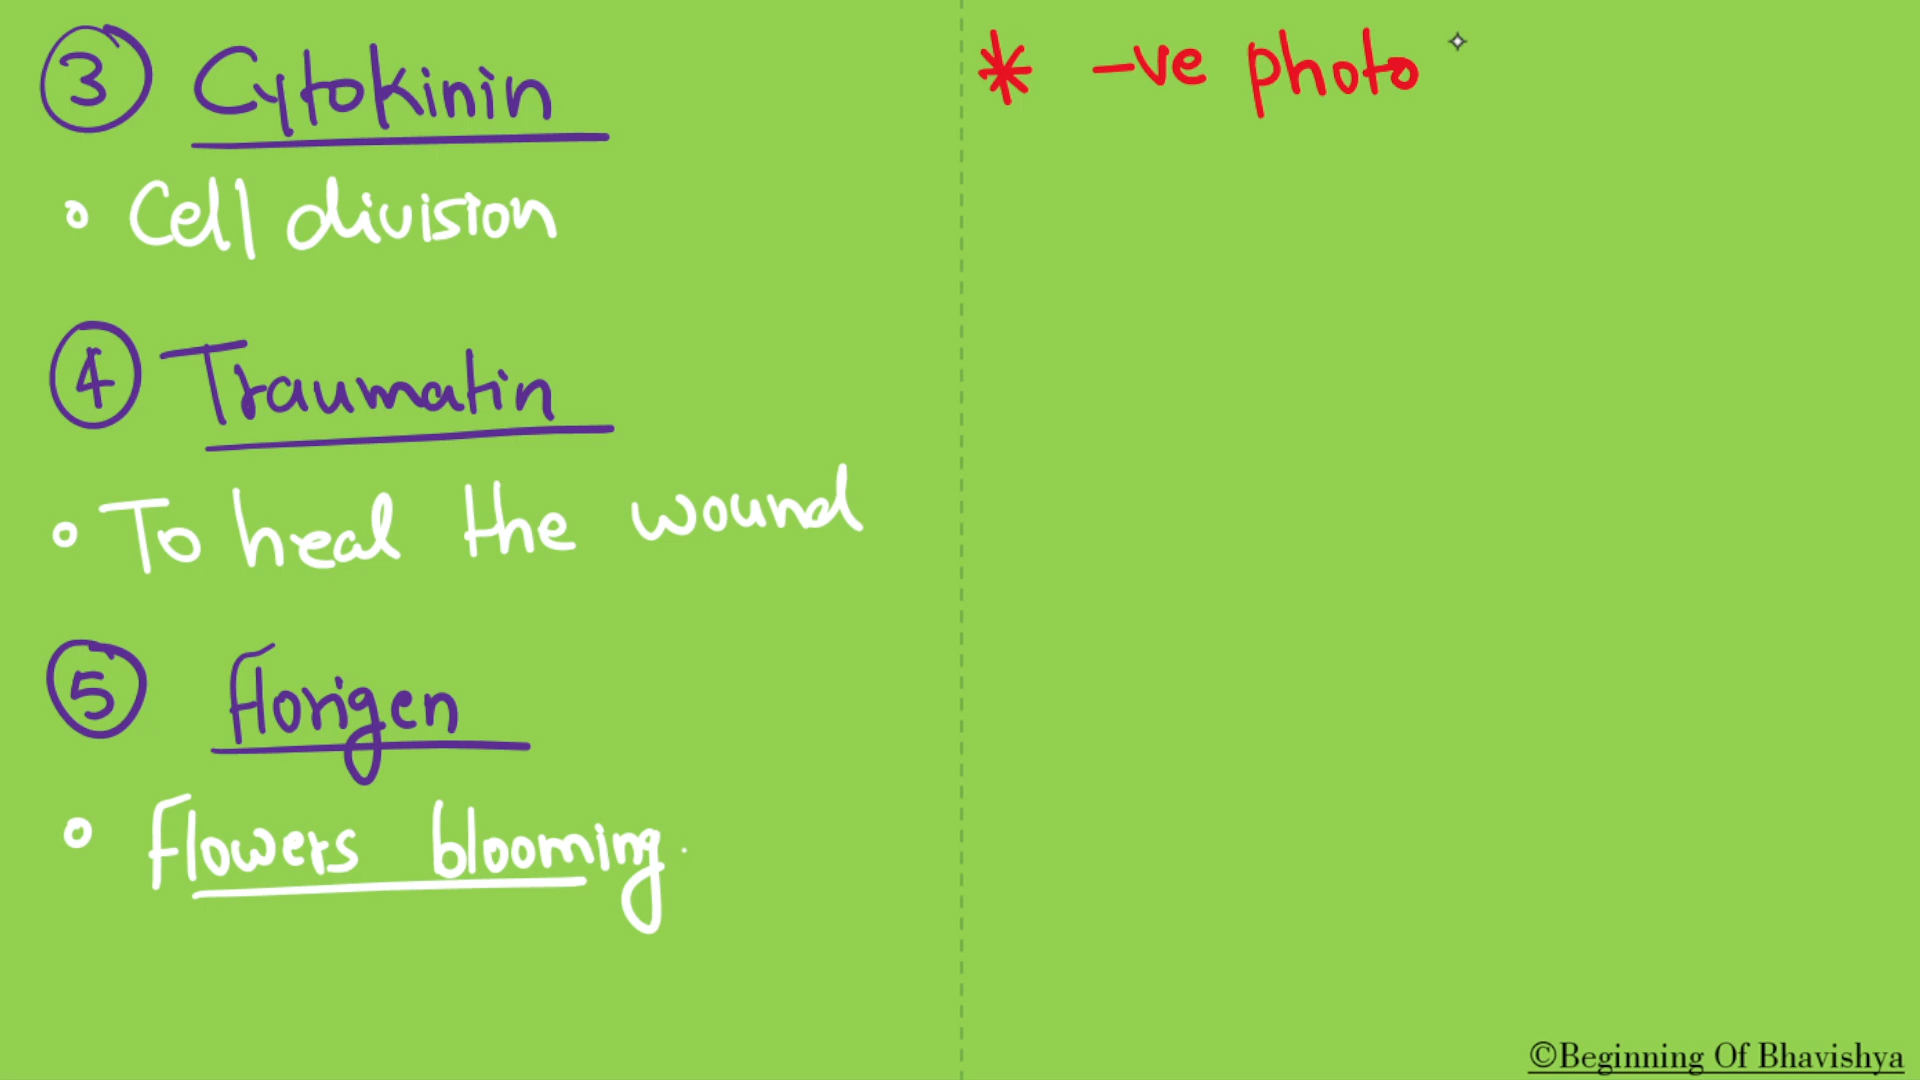 3 Cytokinin
Cell division
4 Traumatin
To heal the wound
5 Florigen
Flowers blooming.
* -ve photo
©Beginning Of Bhavishya